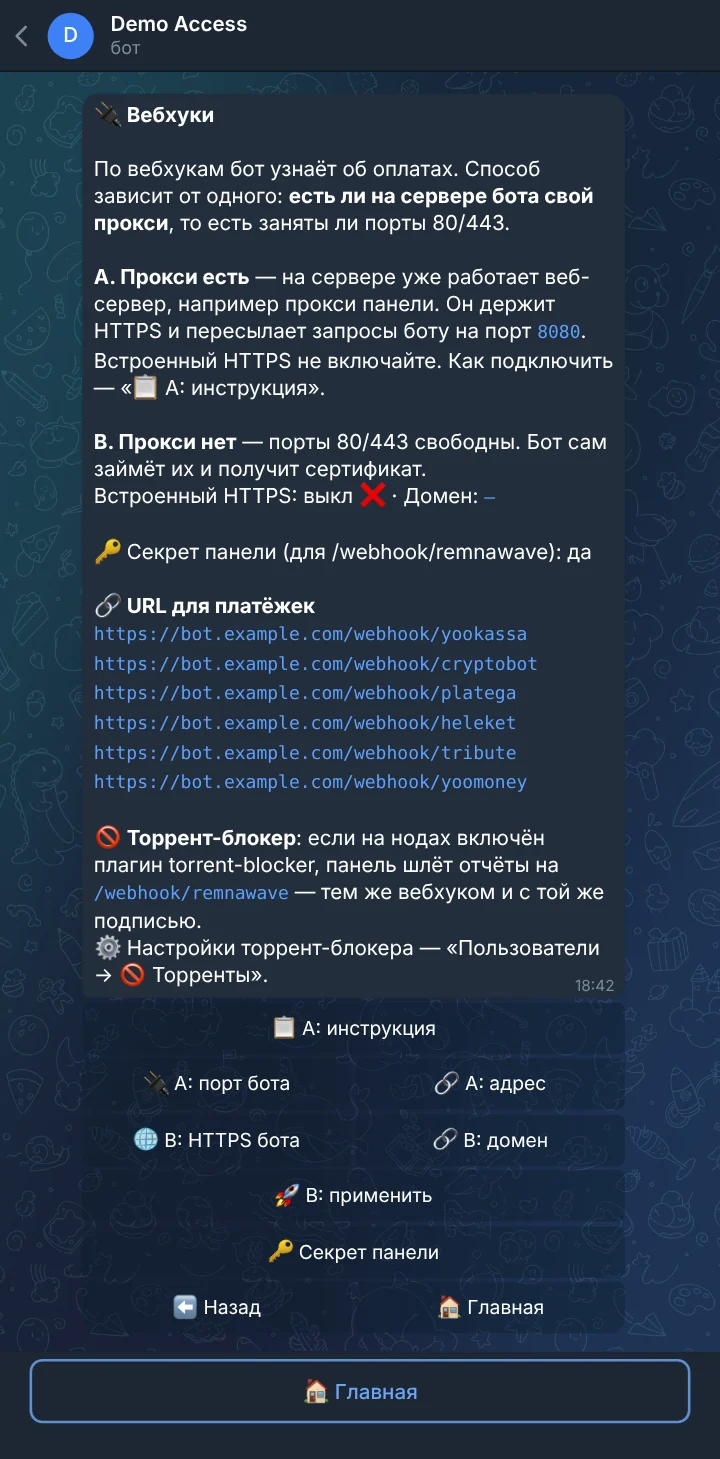 D
Demo Access
бот
🔌 Вебхуки
По вебхукам бот узнаёт об оплатах. Способ
зависит от одного: есть ли на сервере бота свой
прокси, то есть заняты ли порты 80/443.
A. Прокси есть — на сервере уже работает веб-
сервер, например прокси панели. Он держит
HTTPS и пересылает запросы боту на порт 8080.
Встроенный HTTPS не включайте. Как подключить
— «📋 A: инструкция».
B. Прокси нет — порты 80/443 свободны. Бот сам
займёт их и получит сертификат.
Встроенный HTTPS: выкл ❌ · Домен: —
🔑 Секрет панели (для /webhook/remnawave): да
🔗 URL для платёжек
https://bot.example.com/webhook/yookassa
https://bot.example.com/webhook/cryptobot
https://bot.example.com/webhook/platega
https://bot.example.com/webhook/heleket
https://bot.example.com/webhook/tribute
https://bot.example.com/webhook/yoomoney
🚫 Торрент-блокер: если на нодах включён
плагин torrent-blocker, панель шлёт отчёты на
/webhook/remnawave — тем же вебхуком и с той же
подписью.
⚙️ Настройки торрент-блокера — «Пользователи
→ 🚫 Торренты».
18:42
📋 A: инструкция
🔌 A: порт бота
🔗 A: адрес
🌐 B: HTTPS бота
🔗 B: домен
🚀 B: применить
🔑 Секрет панели
⬅️ Назад
🏠 Главная
🏠 Главная